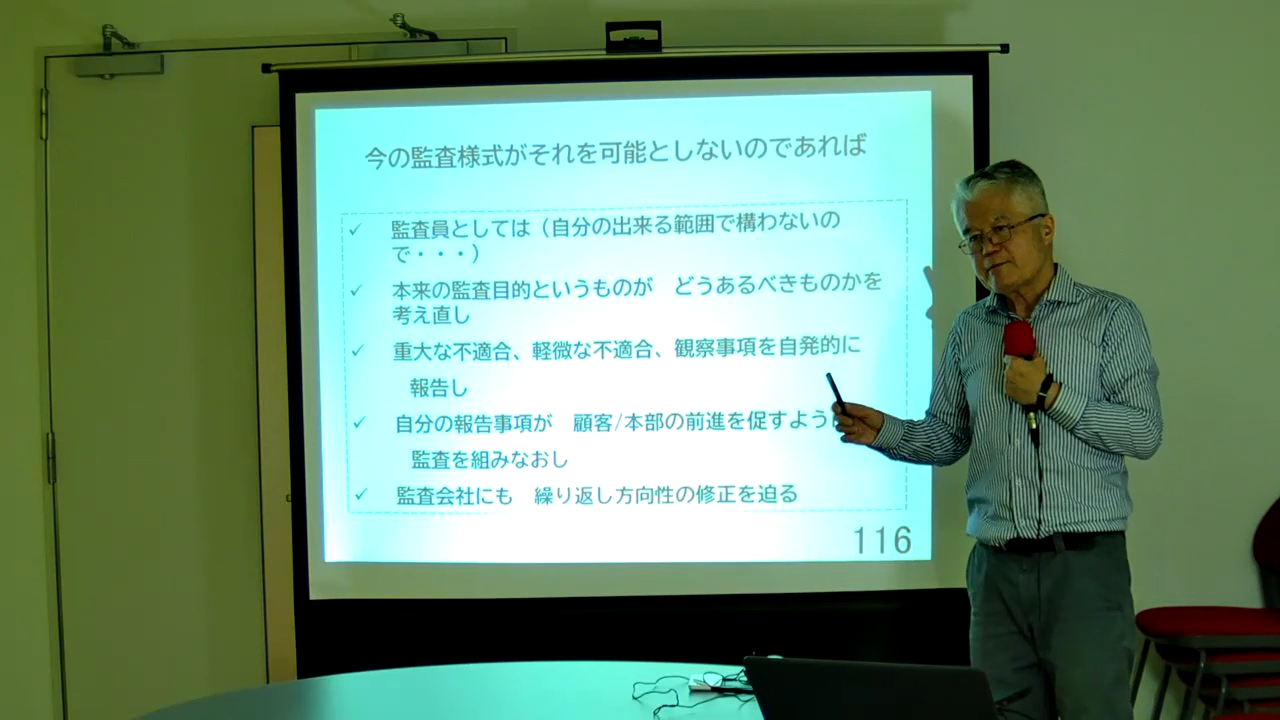 今の監査様式がそれを可能としないのであれば
✓ 監査員としては（自分の出来る範囲で構わないの
で・・・）
✓ 本来の監査目的というものが　どうあるべきものかを
考え直し
✓ 重大な不適合、軽微な不適合、観察事項を自発的に
報告し
✓ 自分の報告事項が　顧客/本部の前進を促すように
監査を組みなおし
✓ 監査会社にも　繰り返し方向性の修正を迫る
116